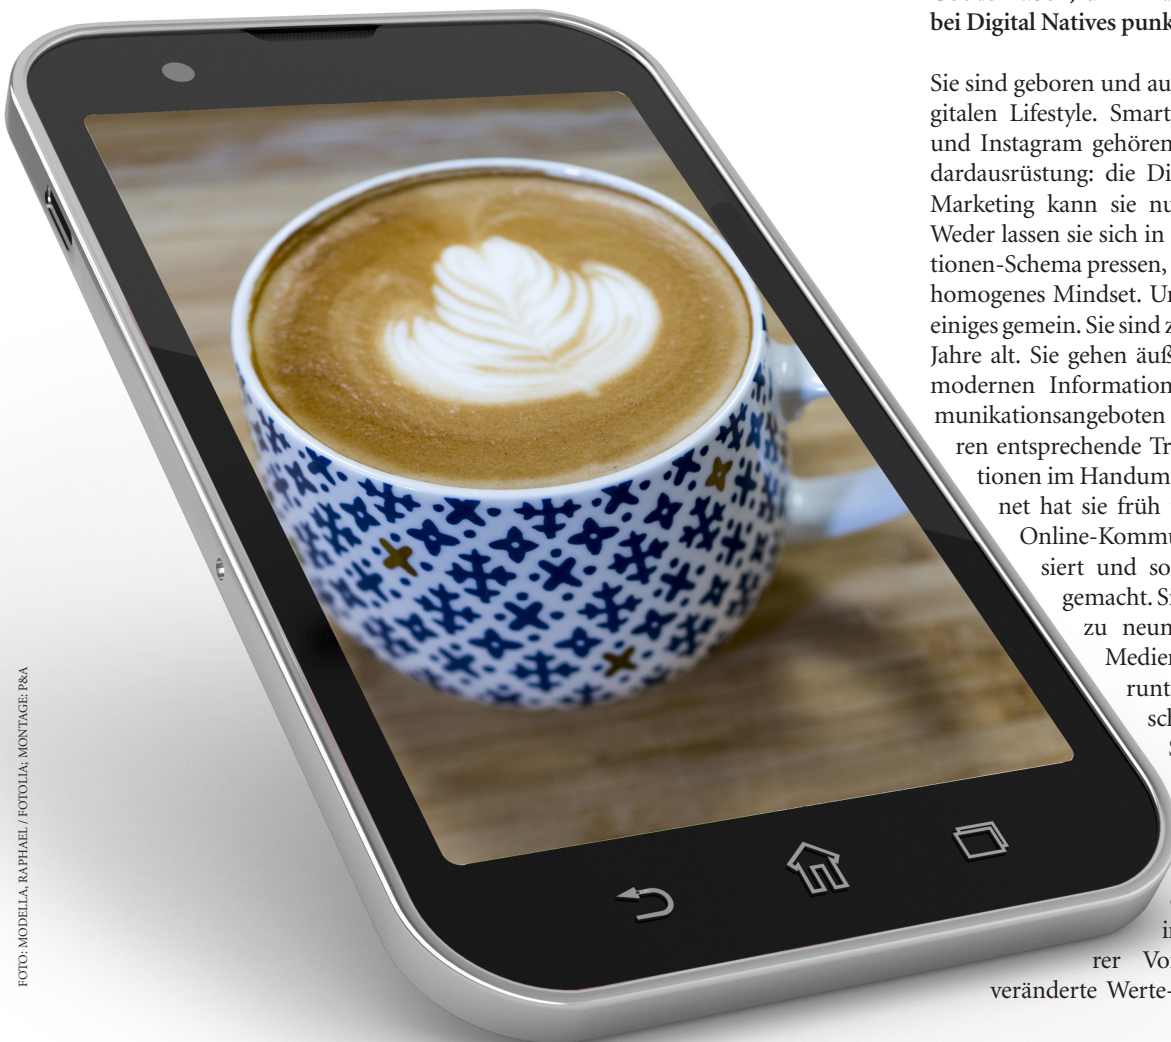 bei Digital Natives punk
Sie sind geboren und au
gitalen Lifestyle. Smart
und Instagram gehören
dardausrüstung: die Di
Marketing kann sie nu
Weder lassen sie sich in
tionen-Schema pressen,
homogenes Mindset. Un
einiges gemein. Sie sind z
Jahre alt. Sie gehen äuß
modernen Information
munikationsangeboten
ren entsprechende Tr
tionen im Handum
net hat sie früh
Online-Kommu
siert und so
gemacht. Si
zu neun
Medien
runt
sch
S
in
rer Vo
veränderte Werte-
FOTO: MODELLA, RAPHAEL / FOTOLIA; MONTAGE: P&A